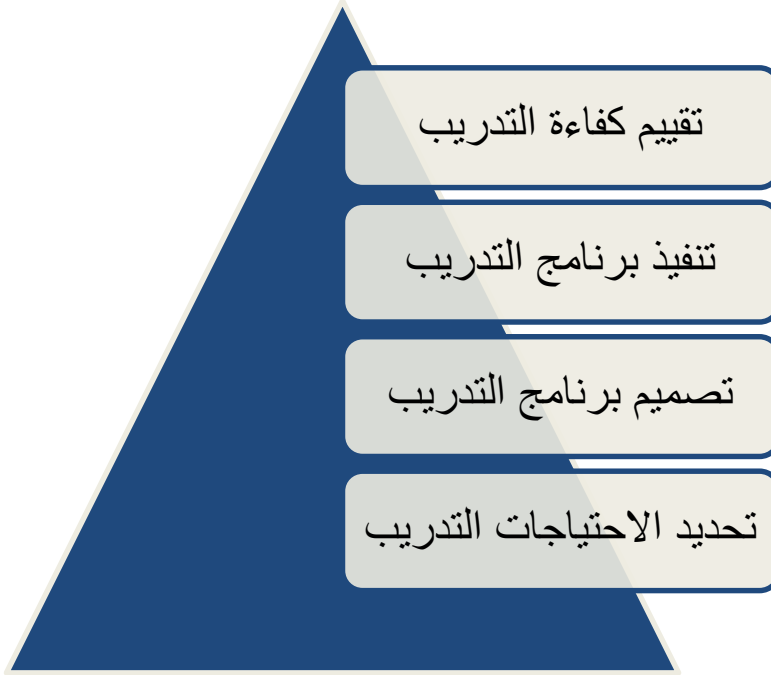 تقييم كفاءة التدريب
تنفيذ برنامج التدريب
تصميم برنامج التدريب
تحديد الاحتياجات التدريب